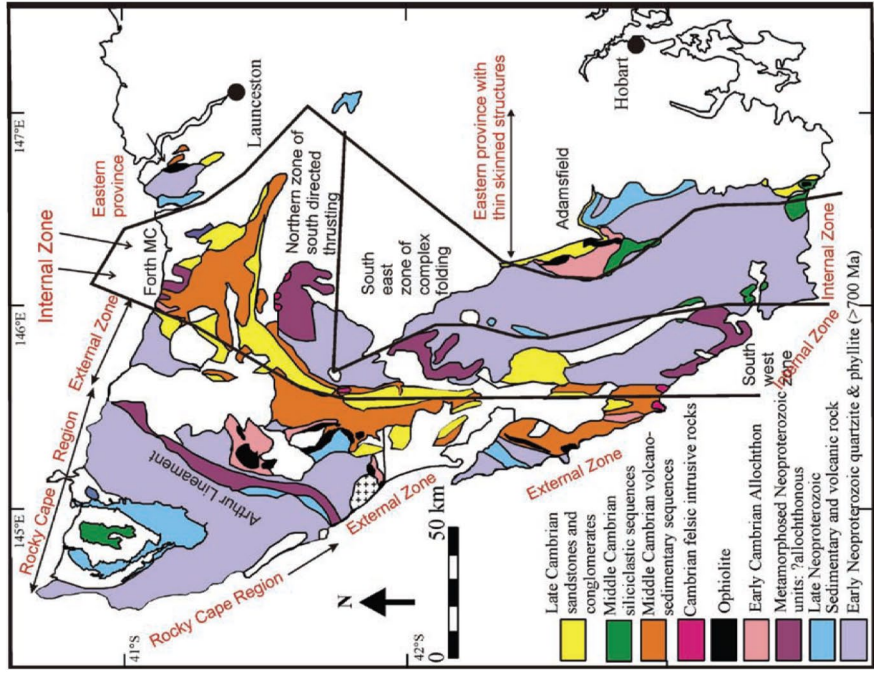 147°E
146°E
145°E
41°S
42°S
Launceston
Hobart
Eastern
province
Internal Zone
Forth MC
External Zone
Rocky Cape Region
Northern zone of
south directed
thrusting
South
east
zone of
complex
folding
Eastern province with
thin skinned structures
Adamsfield
Arthur Lineament
Rocky Cape Region
External Zone
External Zone
South
west
zone
Internal Zone
Internal Zone
N
0
50 km
Late Cambrian
sandstones and
conglomerates
Middle Cambrian
siliciclastic sequences
Middle Cambrian volcano-
sedimentary sequences
Cambrian felsic intrusive rocks
Ophiolite
Early Cambrian Allochthon
Metamorphosed Neoproterozoic
units: ?allochthonous
Late Neoproterozoic
Sedimentary and volcanic rock
Early Neoproterozoic quartzite & phyllite (>700 Ma)